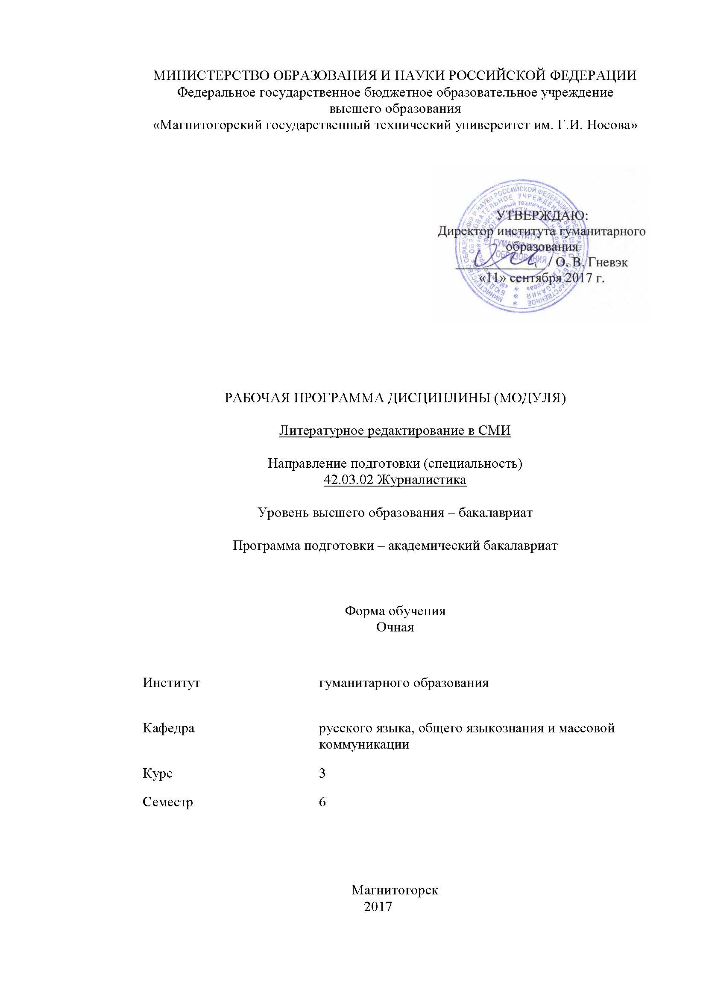 МИНИСТЕРСТВО ОБРАЗОВАНИЯ И НАУКИ РОССИЙСКОЙ ФЕДЕРАЦИИ
Федеральное государственное бюджетное образовательное учреждение
высшего образования
«Магнитогорский государственный технический университет им. Г.И. Носова»
УТВЕРЖДАЮ:
Директор института гуманитарного
образования
/ О. В. Гневэк
«11» сентября 2017 г.
ИНСТИТУТ
ГУМАНИТАРНОГО
ОБРАЗОВАНИЯ
РАБОЧАЯ ПРОГРАММА ДИСЦИПЛИНЫ (МОДУЛЯ)
Литературное редактирование в СМИ
Направление подготовки (специальность)
42.03.02 Журналистика
Уровень высшего образования – бакалавриат
Программа подготовки – академический бакалавриат
Форма обучения
Очная
Институт гуманитарного образования
Кафедра русского языка, общего языкознания и массовой
коммуникации
Курс 3
Семестр 6
Магнитогорск
2017